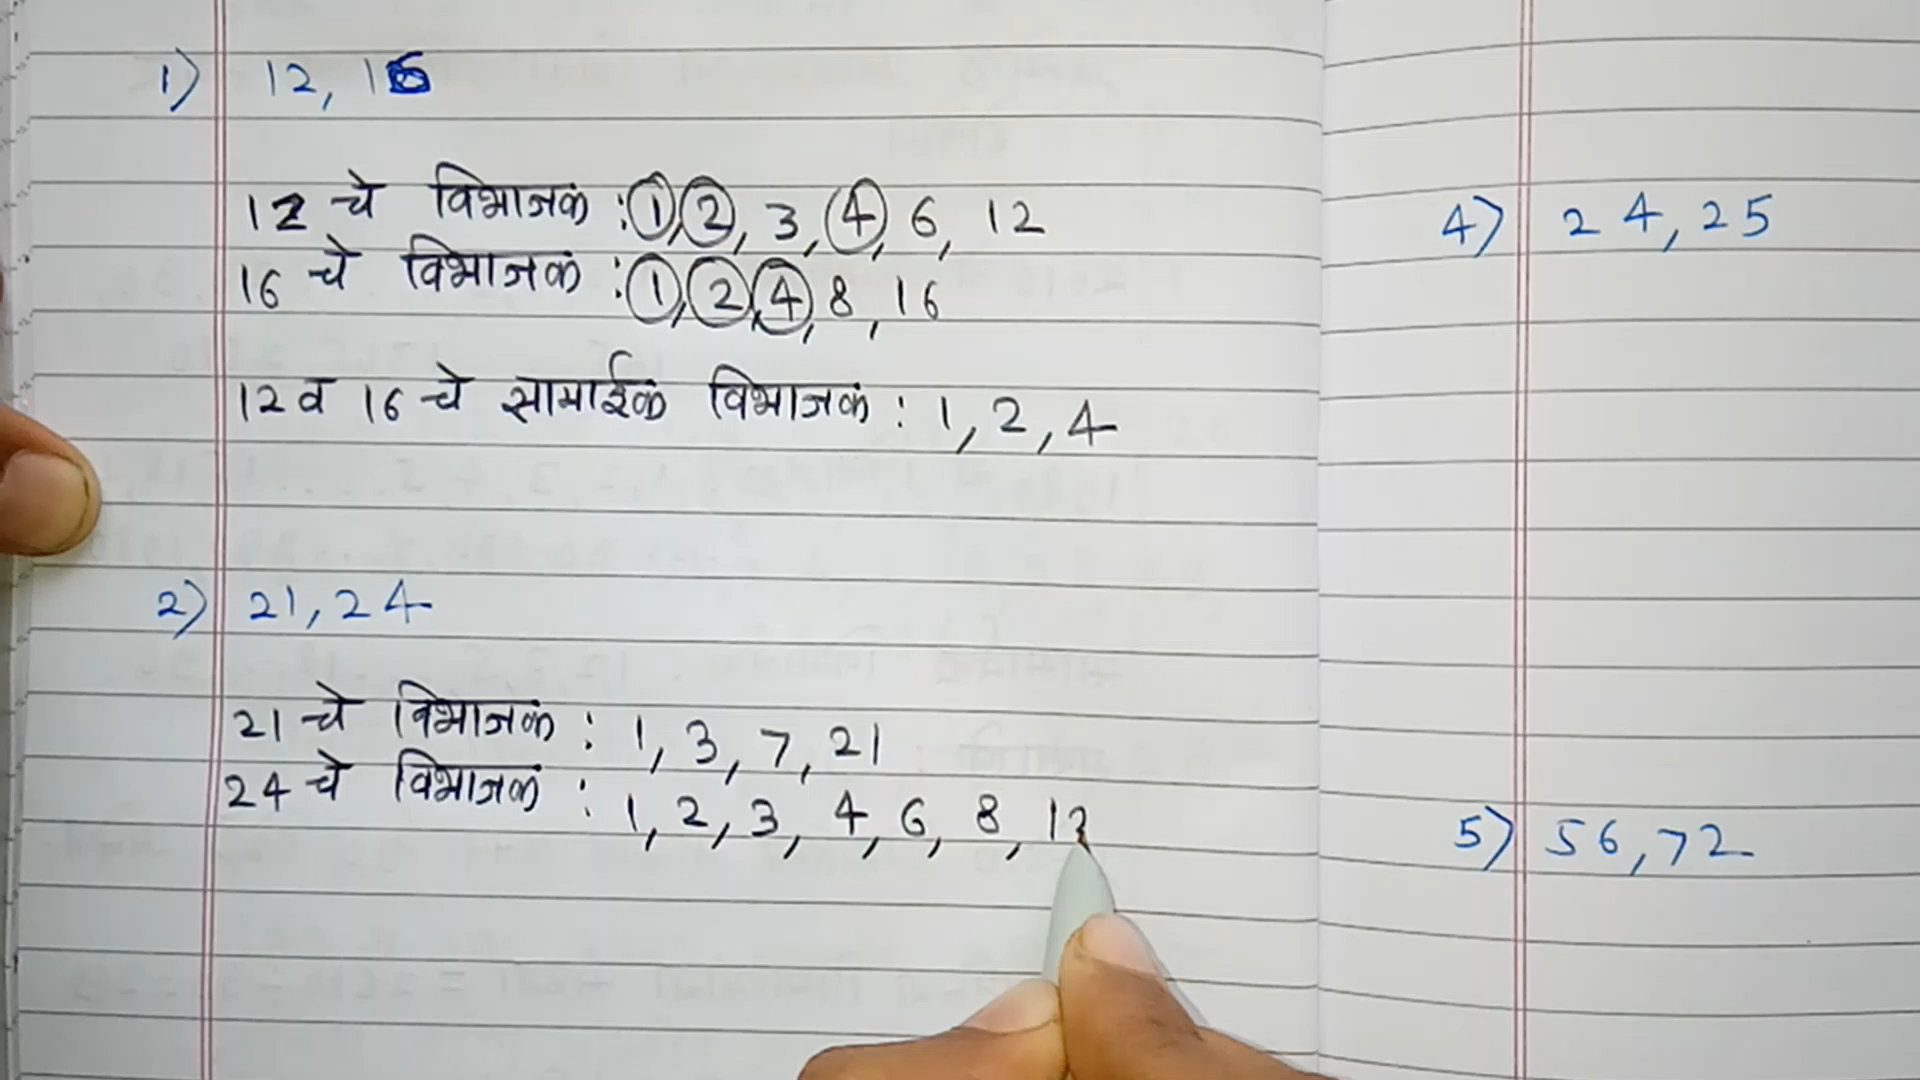 1) 12, 16
12 चे विभाजक : 1, 2, 3, 4, 6, 12
16 चे विभाजक : 1, 2, 4, 8, 16
12 व 16 चे सामाईक विभाजक : 1, 2, 4
2) 21, 24
21 चे विभाजक : 1, 3, 7, 21
24 चे विभाजक : 1, 2, 3, 4, 6, 8, 12
4) 24, 25
5) 56, 72